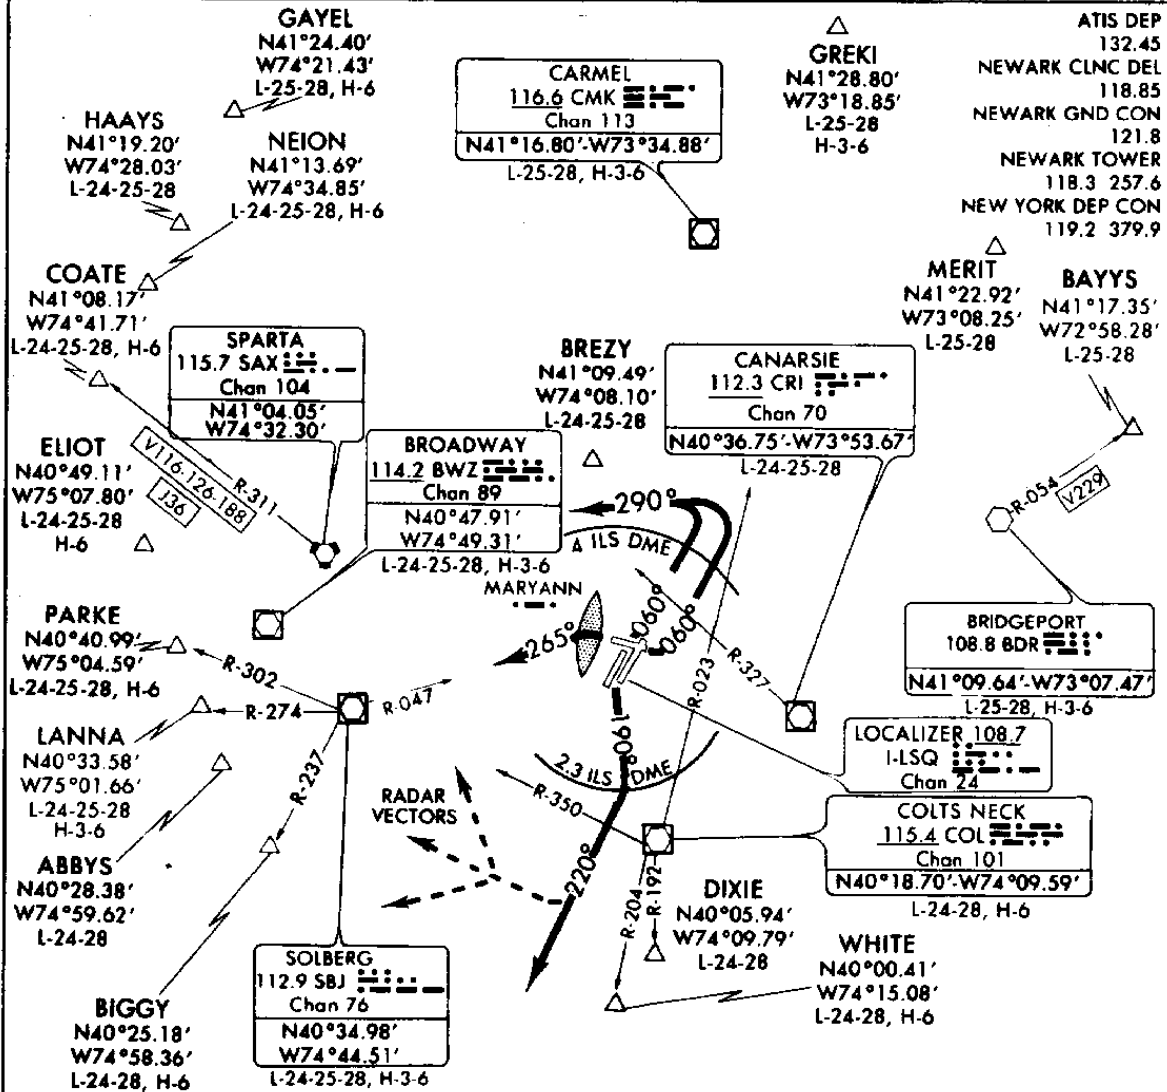 GAYEL
N41°24.40′
W74°21.43′
L-25-28, H-6
HAAYS
N41°19.20′
W74°28.03′
L-24-25-28
NEION
N41°13.69′
W74°34.85′
L-24-25-28, H-6
CARMEL
116.6 CMK
Chan 113
N41°16.80′-W73°34.88′
L-25-28, H-3-6
GREKI
N41°28.80′
W73°18.85′
L-25-28
H-3-6
ATIS DEP
132.45
NEWARK CLNC DEL
118.85
NEWARK GND CON
121.8
NEWARK TOWER
118.3 257.6
NEW YORK DEP CON
119.2 379.9
COATE
N41°08.17′
W74°41.71′
L-24-25-28, H-6
SPARTA
115.7 SAX
Chan 104
N41°04.05′
W74°32.30′
BREZY
N41°09.49′
W74°08.10′
L-24-25-28
CANARSIE
112.3 CRI
Chan 70
N40°36.75′-W73°53.67′
L-24-25-28
MERIT
N41°22.92′
W73°08.25′
L-25-28
BAYYS
N41°17.35′
W72°58.28′
L-25-28
ELIOT
N40°49.11′
W75°07.80′
L-24-25-28
H-6
V116-126-188
J36
R-311
BROADWAY
114.2 BWZ
Chan 89
N40°47.91′
W74°49.31′
L-24-25-28, H-3-6
290°
4 ILS DME
MARYANN
060°
060°
265°
R-054
V229
BRIDGEPORT
108.8 BDR
N41°09.64′-W73°07.47′
L-25-28, H-3-6
PARKE
N40°40.99′
W75°04.59′
L-24-25-28, H-6
R-302
R-274
R-047
R-237
R-023
R-327
LANNA
N40°33.58′
W75°01.66′
L-24-25-28
H-3-6
190°
2.3 ILS DME
LOCALIZER 108.7
I-LSQ
Chan 24
RADAR
VECTORS
R-350
220°
COLTS NECK
115.4 COL
Chan 101
N40°18.70′-W74°09.59′
L-24-28, H-6
ABBYS
N40°28.38′
W74°59.62′
L-24-28
R-204
R-192
DIXIE
N40°05.94′
W74°09.79′
L-24-28
WHITE
N40°00.41′
W74°15.08′
L-24-28, H-6
SOLBERG
112.9 SBJ
Chan 76
N40°34.98′
W74°44.51′
L-24-25-28, H-3-6
BIGGY
N40°25.18′
W74°58.36′
L-24-28, H-6